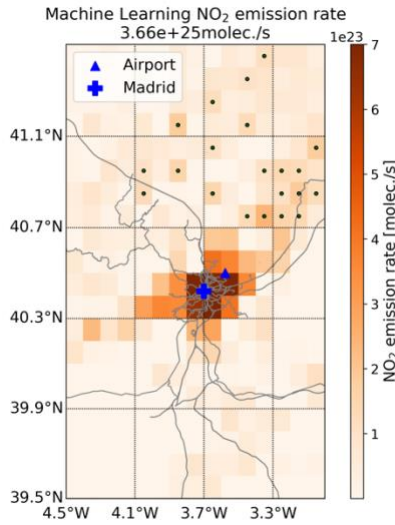 Machine Learning NO₂ emission rate
3.66e+25molec./s
1e23
Airport
Madrid
7
6
5
4
3
2
1
NO₂ emission rate [molec./s]
41.1°N
40.7°N
40.3°N
39.9°N
39.5°N
4.5°W 4.1°W 3.7°W 3.3°W